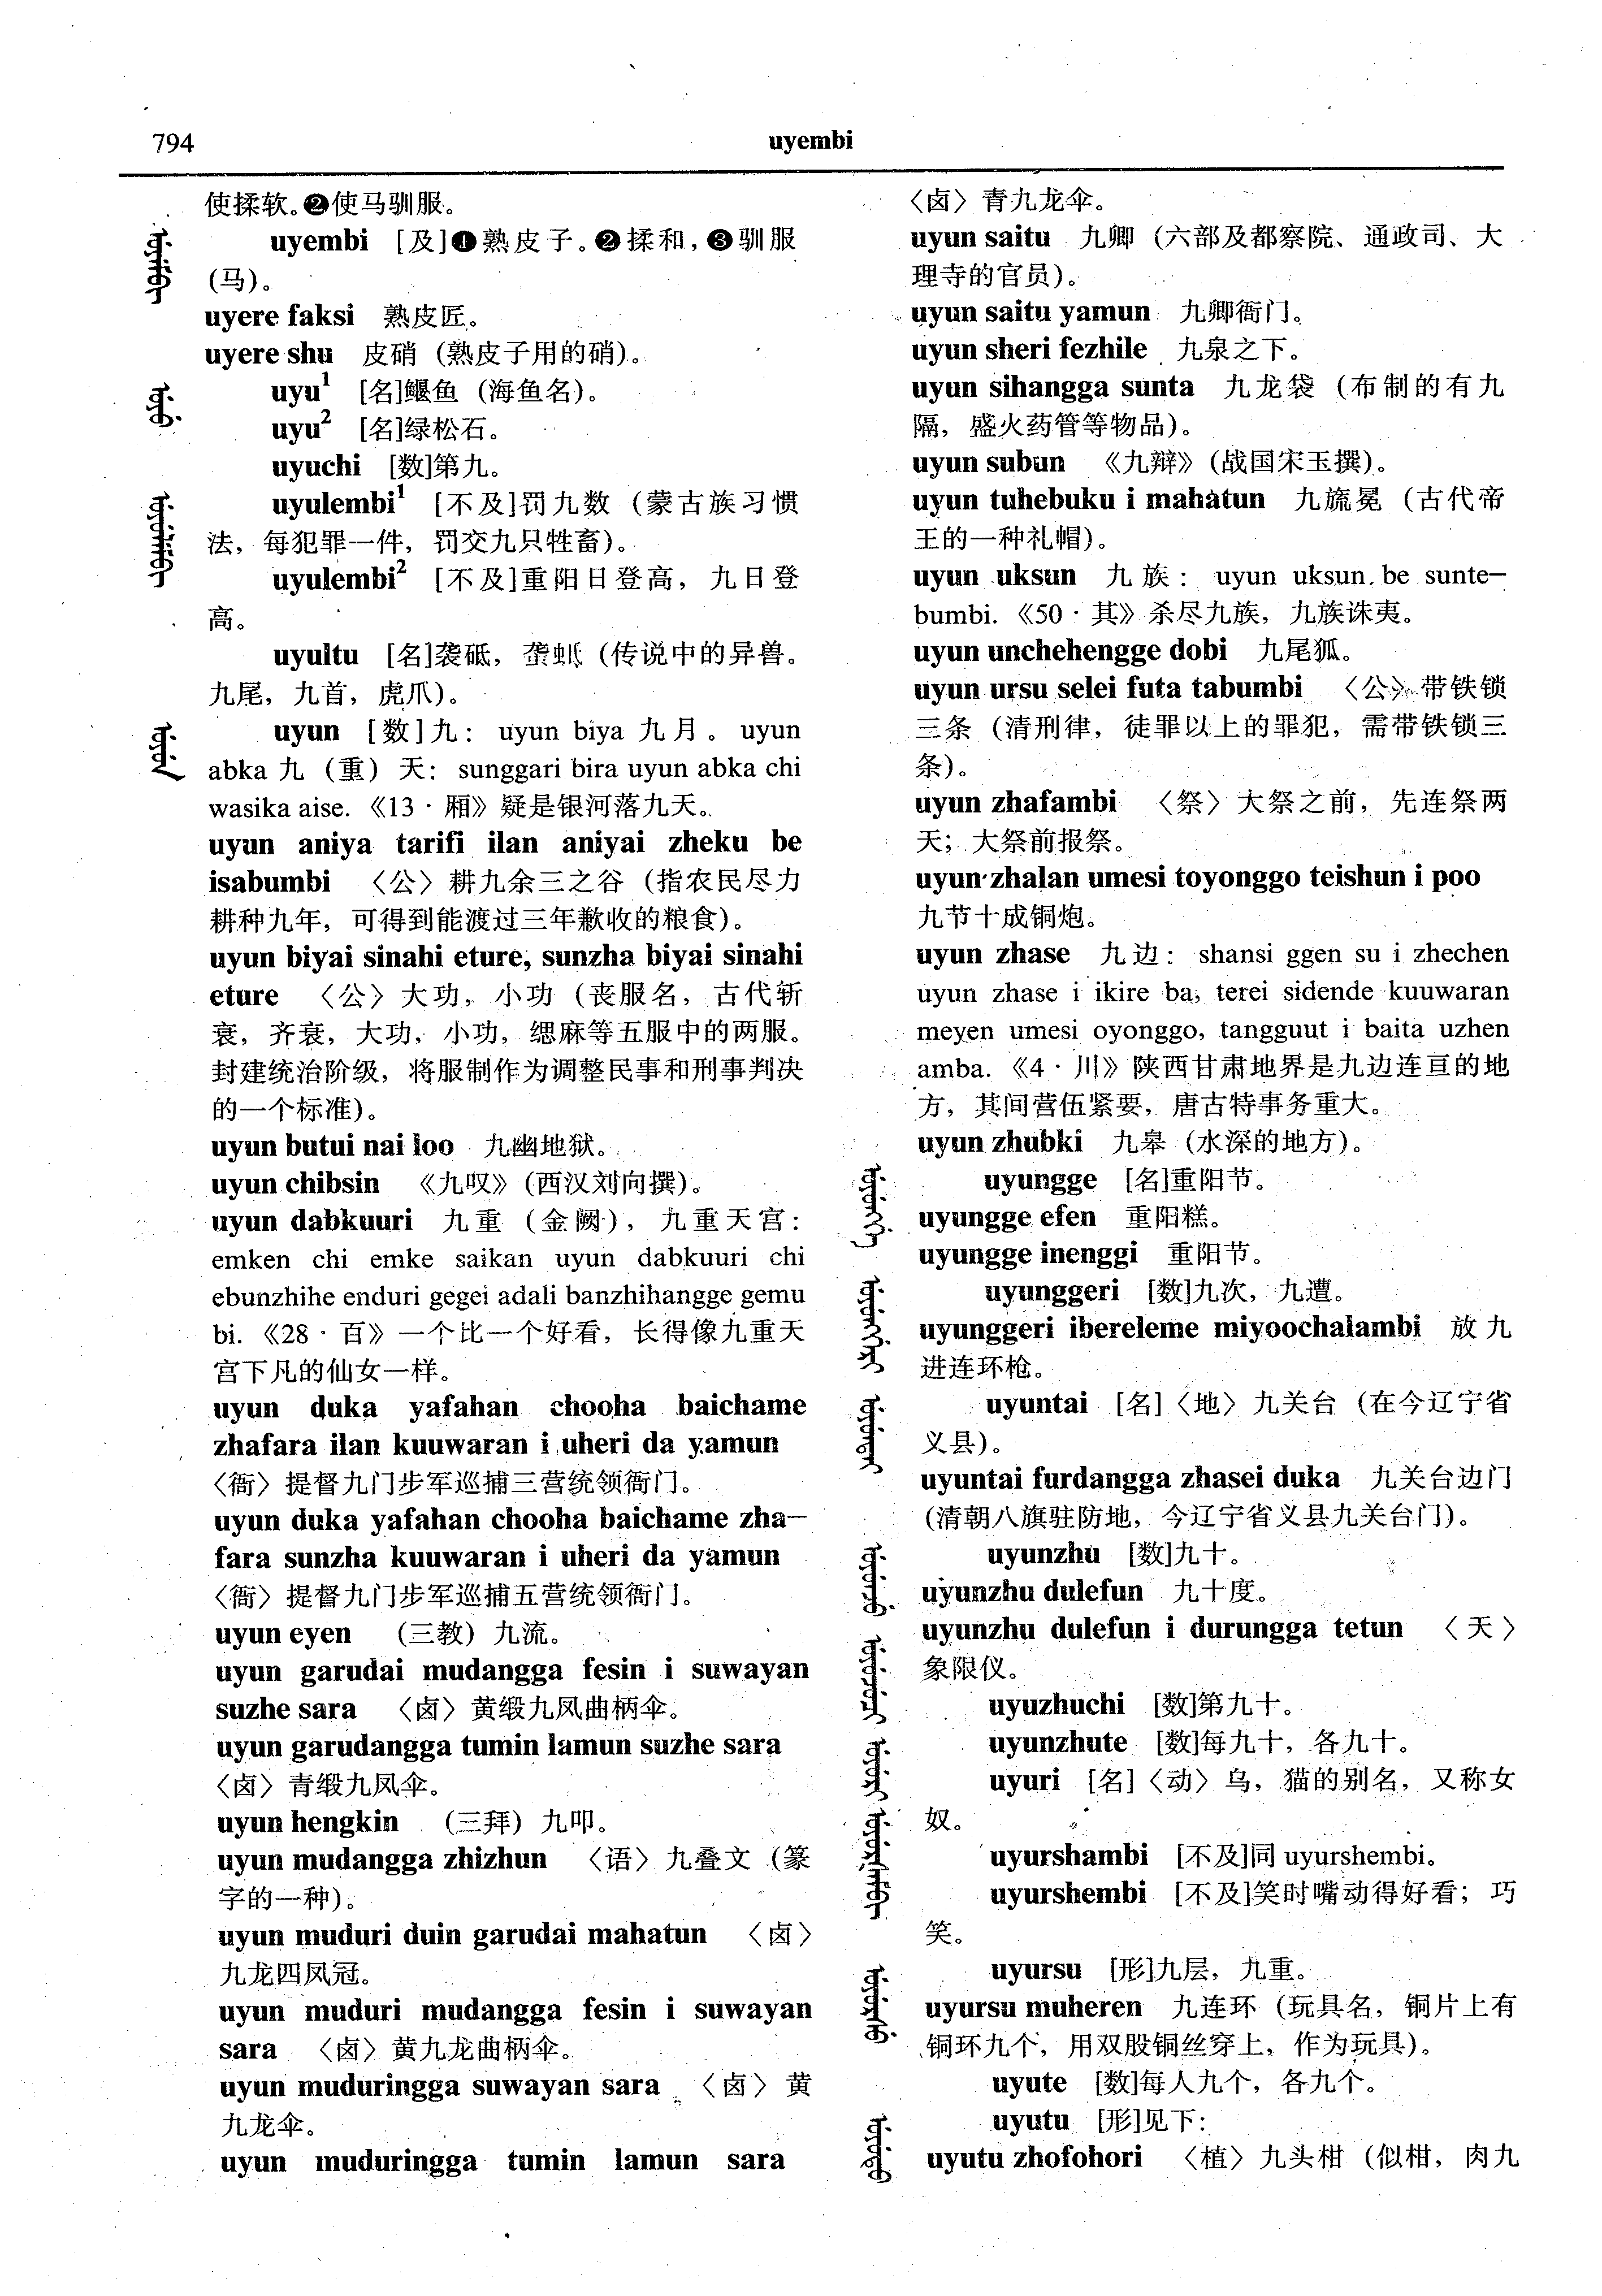 794
uyembi
使揉软。❷使马驯服。
uyembi [及]❶熟皮子。❷揉和,❸驯服
(马)。
uyere faksi 熟皮匠。
uyere shu 皮硝 (熟皮子用的硝)。
uyu¹ [名]鰋鱼 (海鱼名)。
uyu² [名]绿松石。
uyuchi [数]第九。
uyulembi¹ [不及]罚九数 (蒙古族习惯
法, 每犯罪一件, 罚交九只牲畜)。
uyulembi² [不及]重阳日登高, 九日登
高。
uyultu [名]袭砥, 蛮蚔 (传说中的异兽。
九尾, 九首, 虎爪)。
uyun [数]九: uyun biya 九月。uyun
abka 九 (重) 天: sunggari bira uyun abka chi
wasika aise.《13 · 厢》疑是银河落九天。
uyun aniya tarifi ilan aniyai zheku be
isabumbi 〈公〉耕九余三之谷 (指农民尽力
耕种九年, 可得到能渡过三年歉收的粮食)。
uyun biyai sinahi eture, sunzha biyai sinahi
eture 〈公〉大功, 小功 (丧服名, 古代斩
衰, 齐衰, 大功, 小功, 缌麻等五服中的两服。
封建统治阶级, 将服制作为调整民事和刑事判决
的一个标准)。
uyun butui nai loo 九幽地狱。
uyun chibsin 《九叹》(西汉刘向撰)。
uyun dabkuuri 九重 (金阙), 九重天宫:
emken chi emke saikan uyun dabkuuri chi
ebunzhihe enduri gegei adali banzhihangge gemu
bi.《28 · 百》一个比一个好看, 长得像九重天
宫下凡的仙女一样。
uyun duka yafahan chooha baichame
zhafara ilan kuuwaran i uheri da yamun
〈衙〉提督九门步军巡捕三营统领衙门。
uyun duka yafahan chooha baichame zha-
fara sunzha kuuwaran i uheri da yamun
〈衙〉提督九门步军巡捕五营统领衙门。
uyun eyen (三教) 九流。
uyun garudai mudangga fesin i suwayan
suzhe sara 〈卤〉黄缎九凤曲柄伞。
uyun garudangga tumin lamun suzhe sara
〈卤〉青缎九凤伞。
uyun hengkin (三拜) 九叩。
uyun mudangga zhizhun 〈语〉九叠文 (篆
字的一种)。
uyun muduri duin garudai mahatun 〈卤〉
九龙四凤冠。
uyun muduri mudangga fesin i suwayan
sara 〈卤〉黄九龙曲柄伞。
uyun muduringga suwayan sara 〈卤〉黄
九龙伞。
uyun muduringga tumin lamun sara
〈卤〉青九龙伞。
uyun saitu 九卿 (六部及都察院、通政司、大
理寺的官员)。
uyun saitu yamun 九卿衙门。
uyun sheri fezhile 九泉之下。
uyun sihangga sunta 九龙袋 (布制的有九
隔, 盛火药管等物品)。
uyun subun 《九辩》(战国宋玉撰)。
uyun tuhebuku i mahatun 九旒冕 (古代帝
王的一种礼帽)。
uyun uksun 九族: uyun uksun be sunte-
bumbi.《50 · 其》杀尽九族, 九族诛夷。
uyun unchehengge dobi 九尾狐。
uyun ursu selei futa tabumbi 〈公〉带铁锁
三条 (清刑律, 徒罪以上的罪犯, 需带铁锁三
条)。
uyun zhafambi 〈祭〉大祭之前, 先连祭两
天; 大祭前报祭。
uyun zhalan umesi toyonggo teishun i poo
九节十成铜炮。
uyun zhase 九边: shansi ggen su i zhechen
uyun zhase i ikire ba, terei sidende kuuwaran
meyen umesi oyonggo, tangguut i baita uzhen
amba.《4 · 川》陕西甘肃地界是九边连亘的地
方, 其间营伍紧要, 唐古特事务重大。
uyun zhubki 九皋 (水深的地方)。
uyungge [名]重阳节。
uyungge efen 重阳糕。
uyungge inenggi 重阳节。
uyunggeri [数]九次, 九遭。
uyunggeri ibereleme miyoochalambi 放九
进连环枪。
uyuntai [名]〈地〉九关台 (在今辽宁省
义县)。
uyuntai furdangga zhasei duka 九关台边门
(清朝八旗驻防地, 今辽宁省义县九关台门)。
uyunzhu [数]九十。
uyunzhu dulefun 九十度。
uyunzhu dulefun i durungga tetun 〈天〉
象限仪。
uyuzhuchi [数]第九十。
uyunzhute [数]每九十, 各九十。
uyuri [名]〈动〉乌, 猫的别名, 又称女
奴。
uyurshambi [不及]同 uyurshembi。
uyurshembi [不及]笑时嘴动得好看; 巧
笑。
uyursu [形]九层, 九重。
uyursu muheren 九连环 (玩具名, 铜片上有
铜环九个, 用双股铜丝穿上, 作为玩具)。
uyute [数]每人九个, 各九个。
uyutu [形]见下:
uyutu zhofohori 〈植〉九头柑 (似柑, 肉九